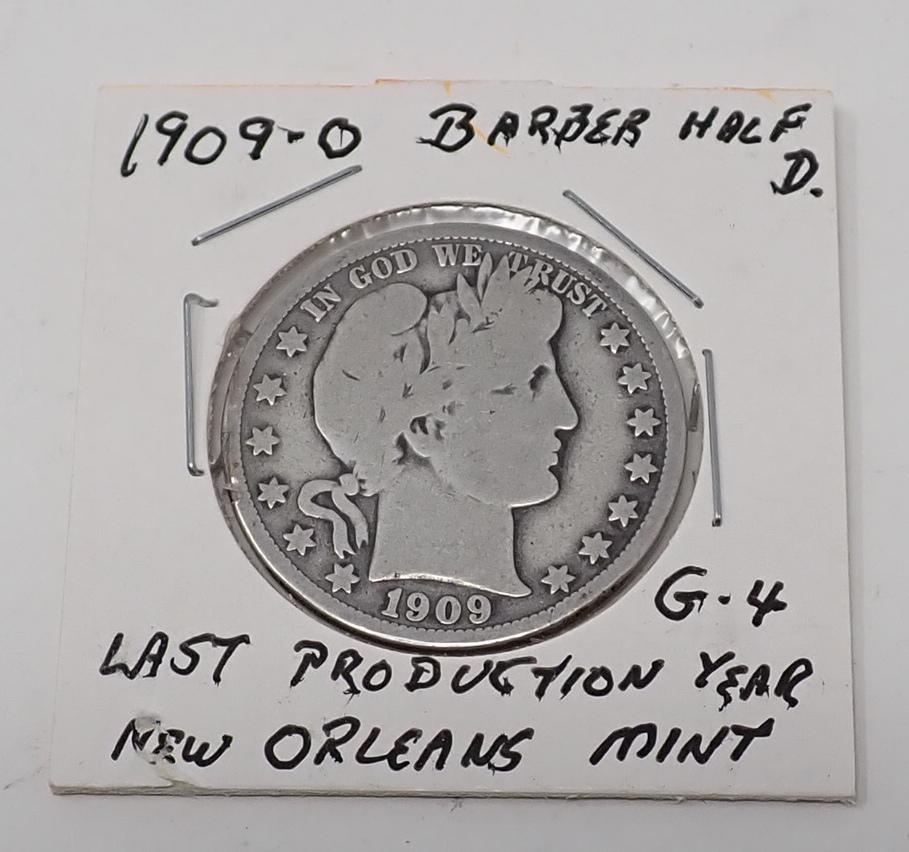 1909-O BARBER HALF
D.
IN GOD WE TRUST
1909
G-4
LAST PRODUCTION YEAR
NEW ORLEANS MINT